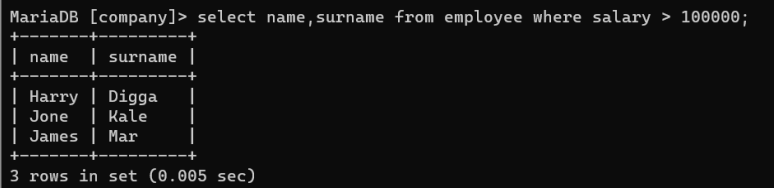 MariaDB [company]> select name,surname from employee where salary > 100000;
+-------+---------+
| name  | surname |
+-------+---------+
| Harry | Digga   |
| Jone  | Kale    |
| James | Mar     |
+-------+---------+
3 rows in set (0.005 sec)